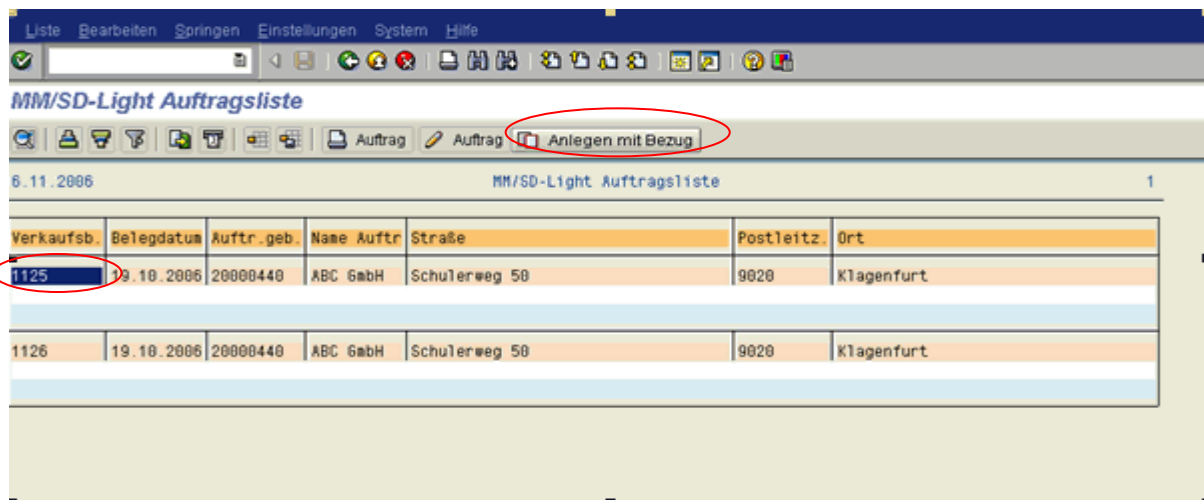 Liste Bearbeiten Springen Einstellungen System Hilfe
MM/SD-Light Auftragsliste
Auftrag Auftrag Anlegen mit Bezug
6.11.2006 MM/SD-Light Auftragsliste 1
Verkaufsb. Belegdatum Auftr.geb. Name Auftr Straße Postleitz. Ort
1125 19.10.2006 20000440 ABC GmbH Schulerweg 50 9020 Klagenfurt
1126 19.10.2006 20000440 ABC GmbH Schulerweg 50 9020 Klagenfurt